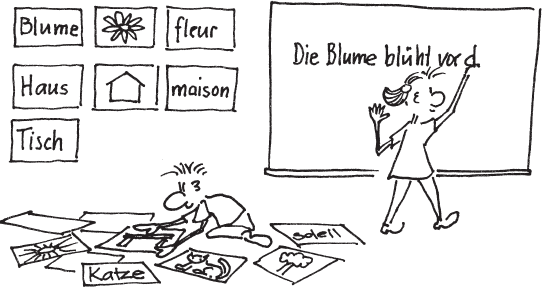 Blume
fleur
Die Blume blüht vor d.
Haus
maison
Tisch
soleil
Katze